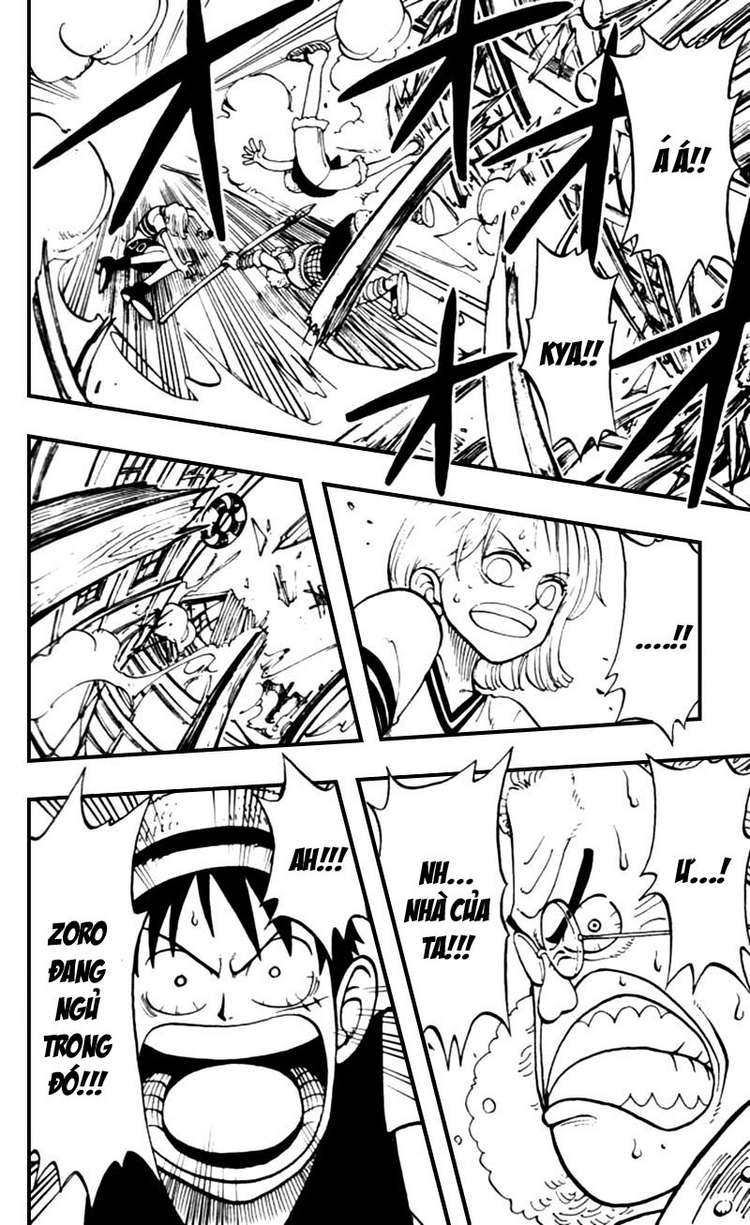 Á Á!!
KYA!!
.....!!
Ư...!
NH...
NHÀ CỦA
TA!!!
AH!!!
ZORO
ĐANG
NGỦ
TRONG
ĐÓ!!!